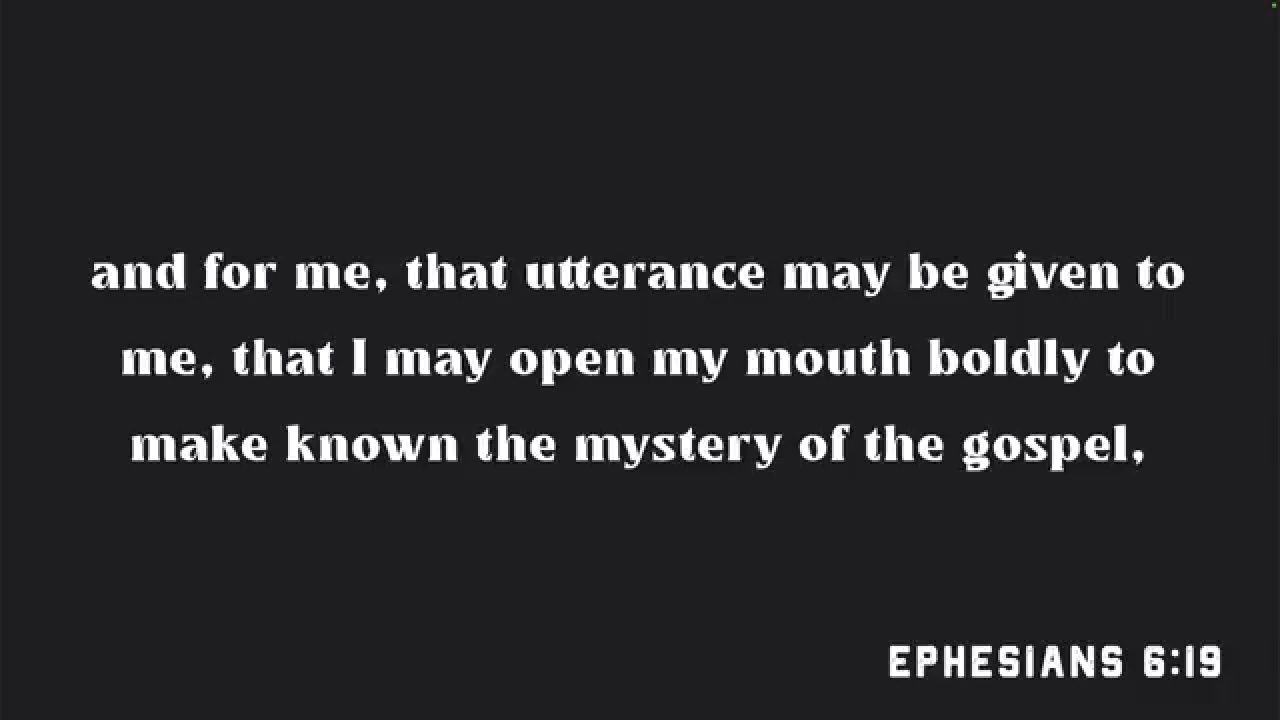 and for me, that utterance may be given to
me, that I may open my mouth boldly to
make known the mystery of the gospel,
EPHESIANS 6:19